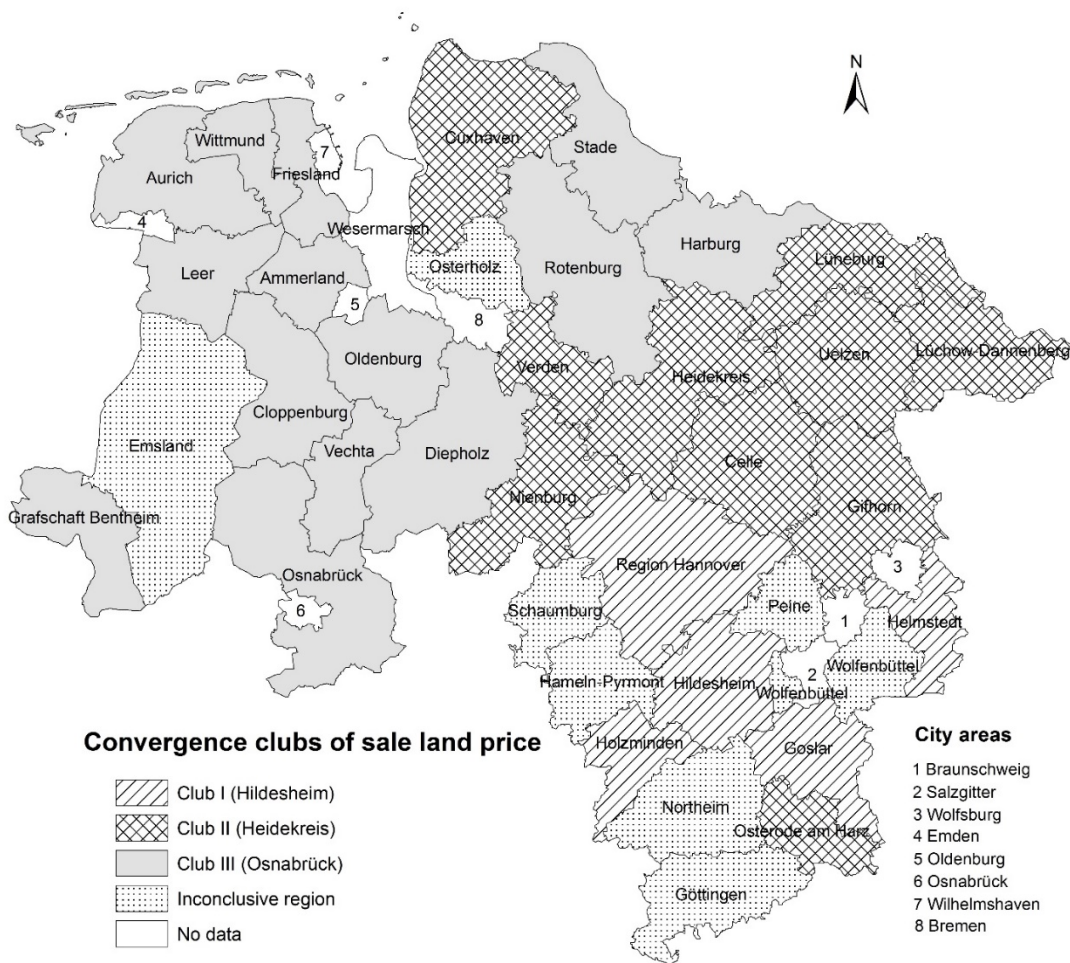 N
Cuxhaven
Stade
Wittmund
7
Friesland
Aurich
4
Wesermarsch
Harburg
Lüneburg
Osterholz
Rotenburg
Leer
Ammerland
5
8
Oldenburg
Verden
Heidekreis
Uelzen
Lüchow-Dannenberg
Cloppenburg
Emsland
Vechta
Diepholz
Celle
Nienburg
Gifhorn
Grafschaft Bentheim
Region Hannover
3
Osnabrück
6
Schaumburg
Peine
1
Helmstedt
Wolfenbüttel
2
Hameln-Pyrmont
Hildesheim
Wolfenbüttel
Holzminden
Goslar
Northeim
Osterode am Harz
Göttingen
Convergence clubs of sale land price
Club I (Hildesheim)
Club II (Heidekreis)
Club III (Osnabrück)
Inconclusive region
No data
City areas
1 Braunschweig
2 Salzgitter
3 Wolfsburg
4 Emden
5 Oldenburg
6 Osnabrück
7 Wilhelmshaven
8 Bremen